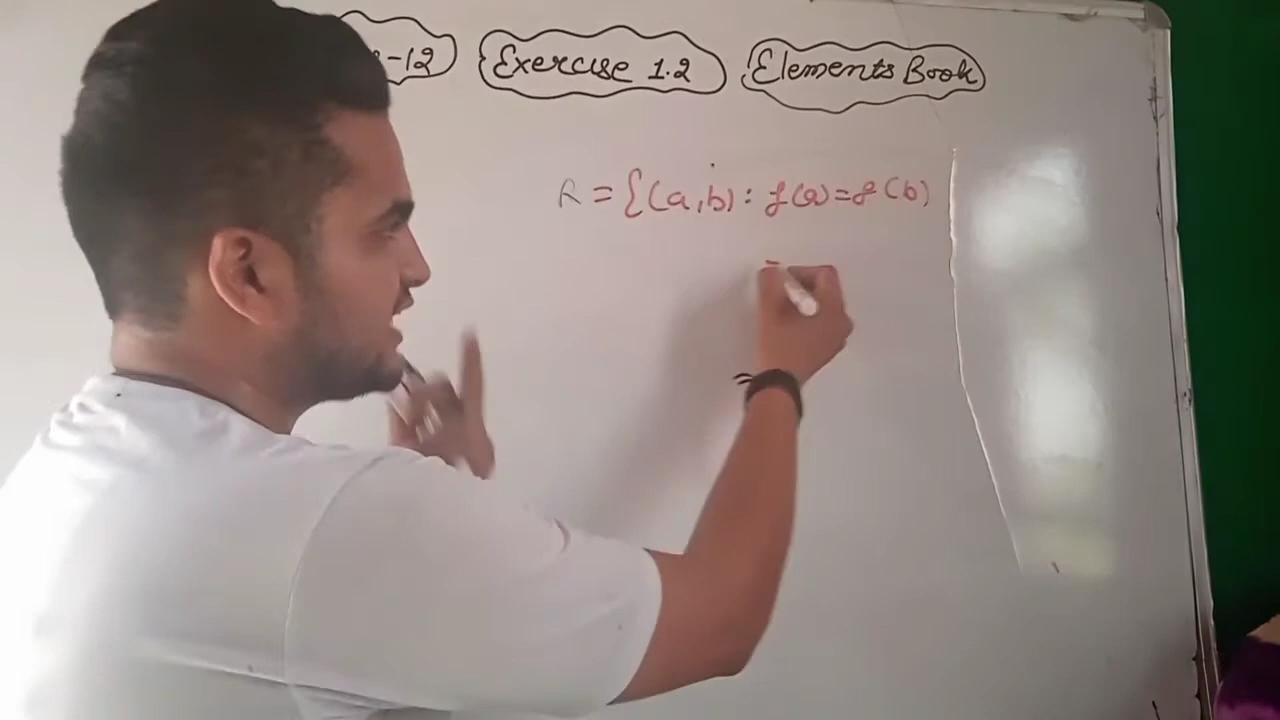 -12 Exercise 1.2 Elements Book
R = {(a,b) : f(a)=f(b)